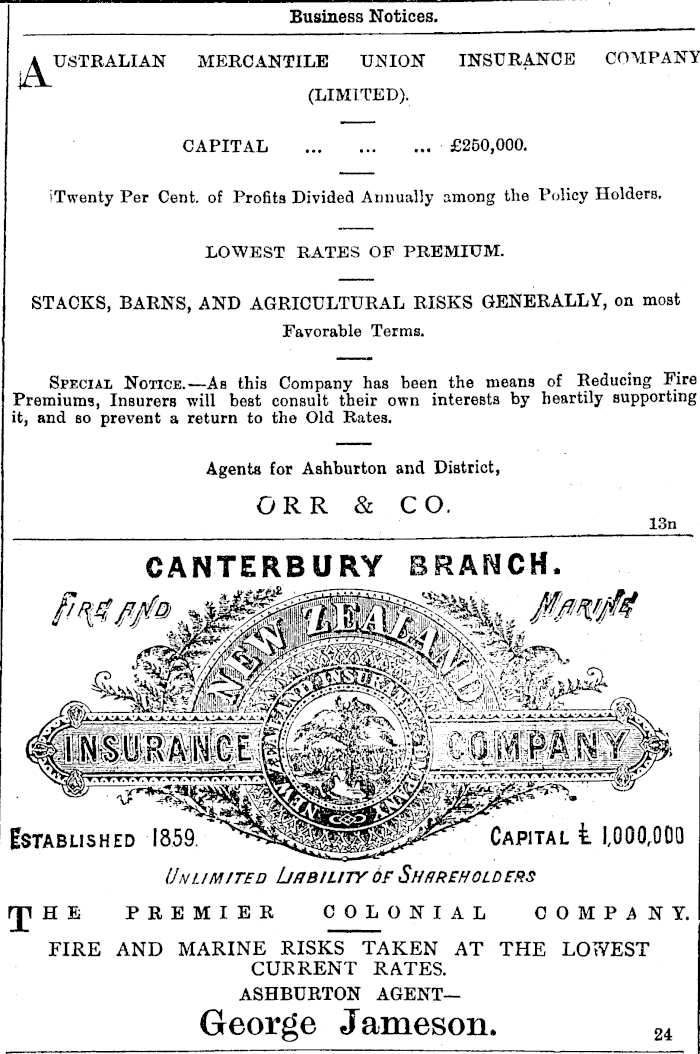 Business Notices.
AUSTRALIAN MERCANTILE UNION INSURANCE COMPANY
(LIMITED).
CAPITAL ... ... ... £250,000.
Twenty Per Cent. of Profits Divided Annually among the Policy Holders.
LOWEST RATES OF PREMIUM.
STACKS, BARNS, AND AGRICULTURAL RISKS GENERALLY, on most
Favorable Terms.
SPECIAL NOTICE.—As this Company has been the means of Reducing Fire
Premiums, Insurers will best consult their own interests by heartily supporting
it, and so prevent a return to the Old Rates.
Agents for Ashburton and District,
ORR & CO.
13n
CANTERBURY BRANCH.
FIRE AND MARINE
NEW ZEALAND
NEW ZEALAND INSURANCE COMPANY
INSURANCE COMPANY
ESTABLISHED 1859. CAPITAL £ 1,000,000
UNLIMITED LIABILITY OF SHAREHOLDERS
THE PREMIER COLONIAL COMPANY.
FIRE AND MARINE RISKS TAKEN AT THE LOWEST
CURRENT RATES.
ASHBURTON AGENT—
George Jameson.
24